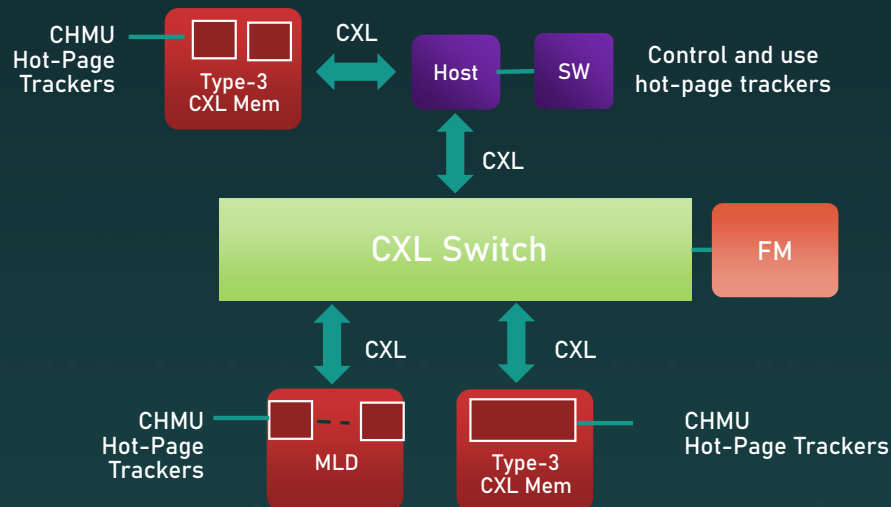 CHMU
Hot-Page
Trackers
Type-3
CXL Mem
CXL
Host
SW
Control and use
hot-page trackers
CXL
CXL Switch
FM
CXL
CXL
CHMU
Hot-Page
Trackers
MLD
Type-3
CXL Mem
CHMU
Hot-Page Trackers